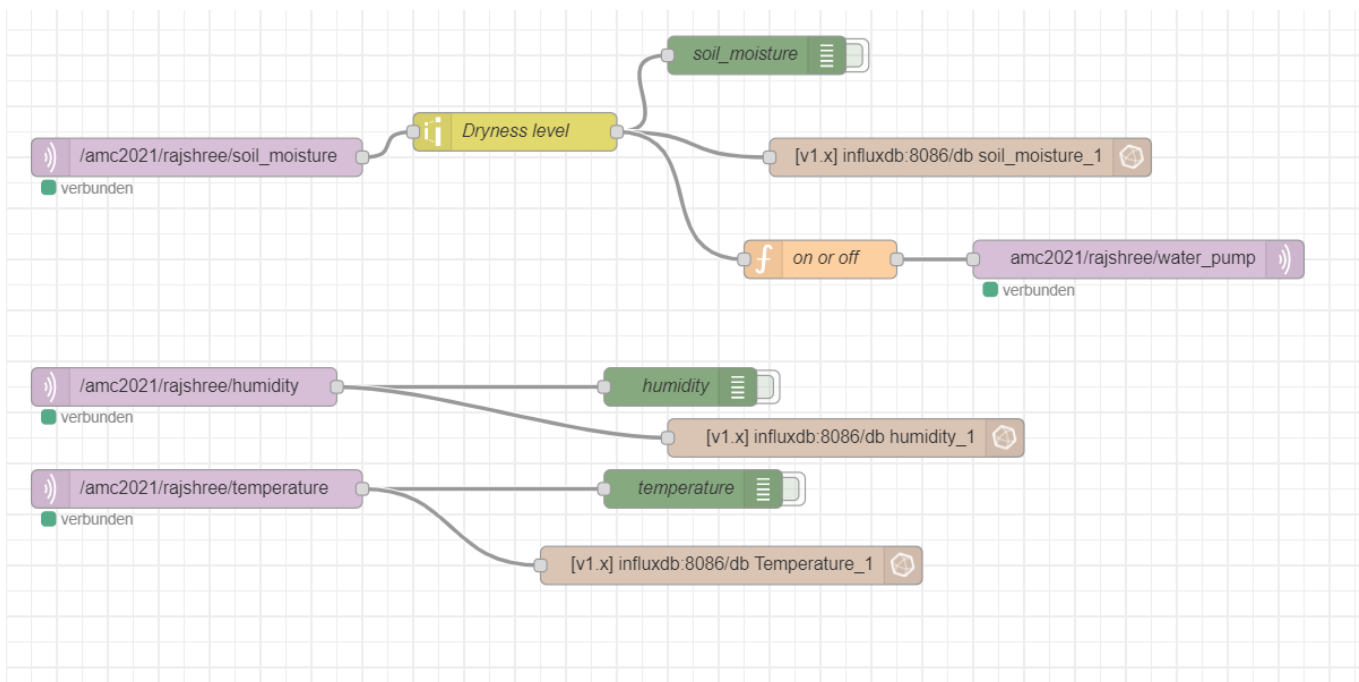 soil_moisture
Dryness level
/amc2021/rajshree/soil_moisture
verbunden
[v1.x] influxdb:8086/db soil_moisture_1
on or off
amc2021/rajshree/water_pump
verbunden
/amc2021/rajshree/humidity
verbunden
humidity
[v1.x] influxdb:8086/db humidity_1
/amc2021/rajshree/temperature
verbunden
temperature
[v1.x] influxdb:8086/db Temperature_1